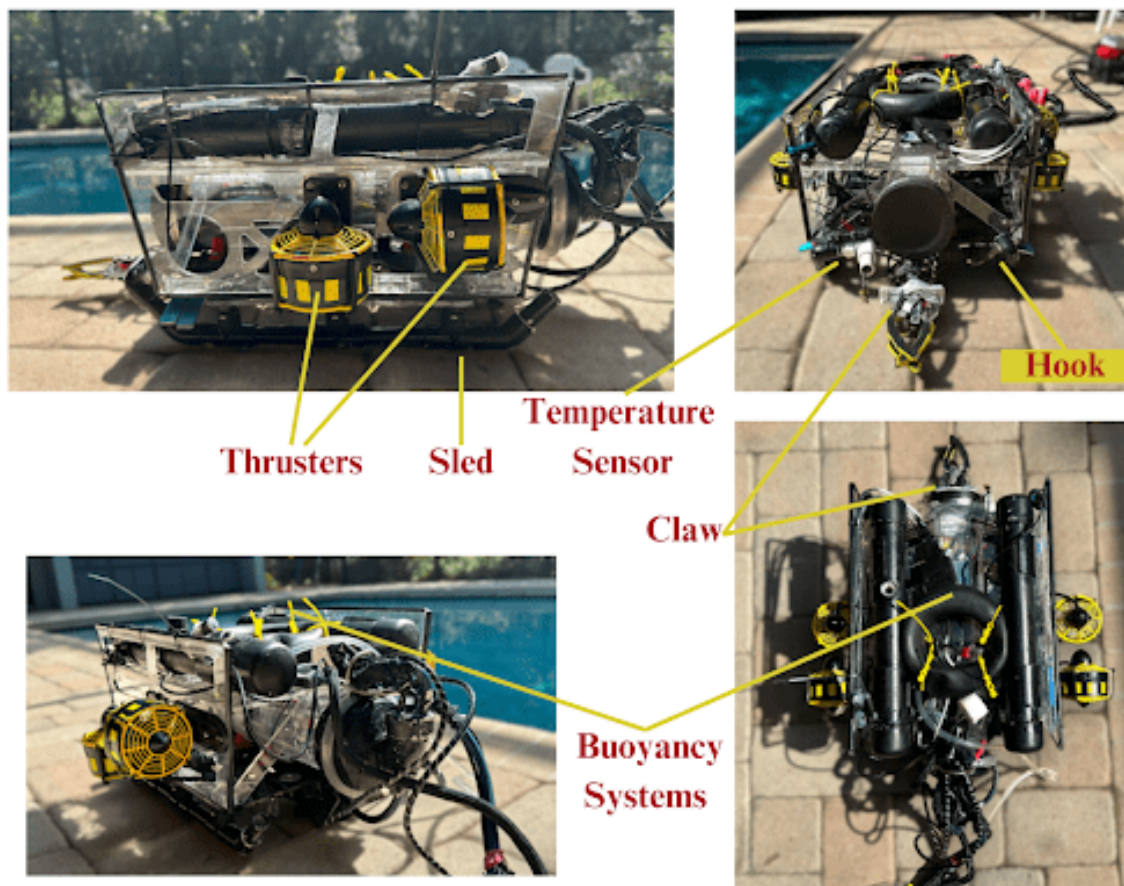 Hook
Temperature
Sensor
Thrusters
Sled
Claw
Buoyancy
Systems